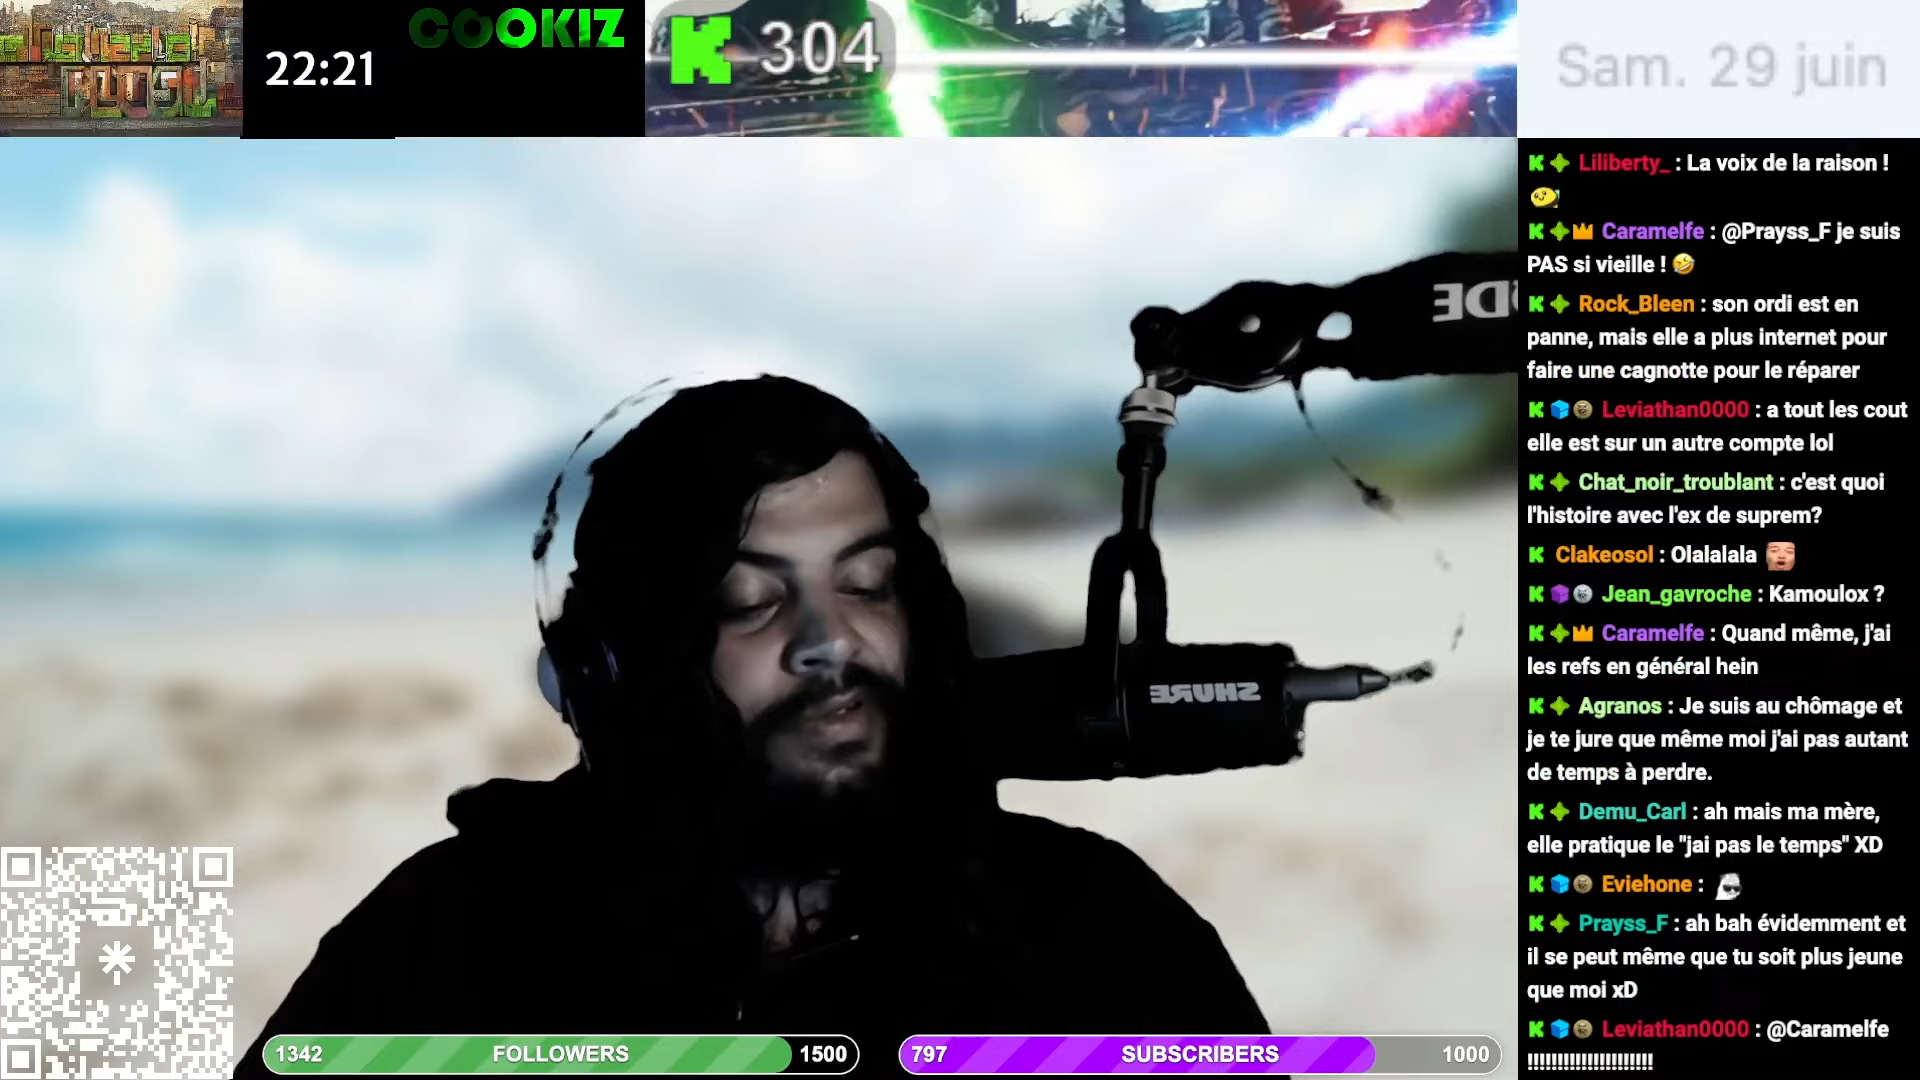 22:21
COOKIZ
304
Sam. 29 juin
Liliberty_ : La voix de la raison !
Caramelfe : @Prayss_F je suis
PAS si vieille !
Rock_Bleen : son ordi est en
panne, mais elle a plus internet pour
faire une cagnotte pour le réparer
Leviathan0000 : a tout les cout
elle est sur un autre compte lol
Chat_noir_troublant : c'est quoi
l'histoire avec l'ex de suprem?
Clakeosol : Olalalala
Jean_gavroche : Kamoulox ?
Caramelfe : Quand même, j'ai
les refs en général hein
Agranos : Je suis au chômage et
je te jure que même moi j'ai pas autant
de temps à perdre.
Demu_Carl : ah mais ma mère,
elle pratique le "jai pas le temps" XD
Eviehone :
Prayss_F : ah bah évidemment et
il se peut même que tu soit plus jeune
que moi xD
Leviathan0000 : @Caramelfe
!!!!!!!!!!!!!!!!!!!!!
SHURE
1342 FOLLOWERS 1500
797 SUBSCRIBERS 1000